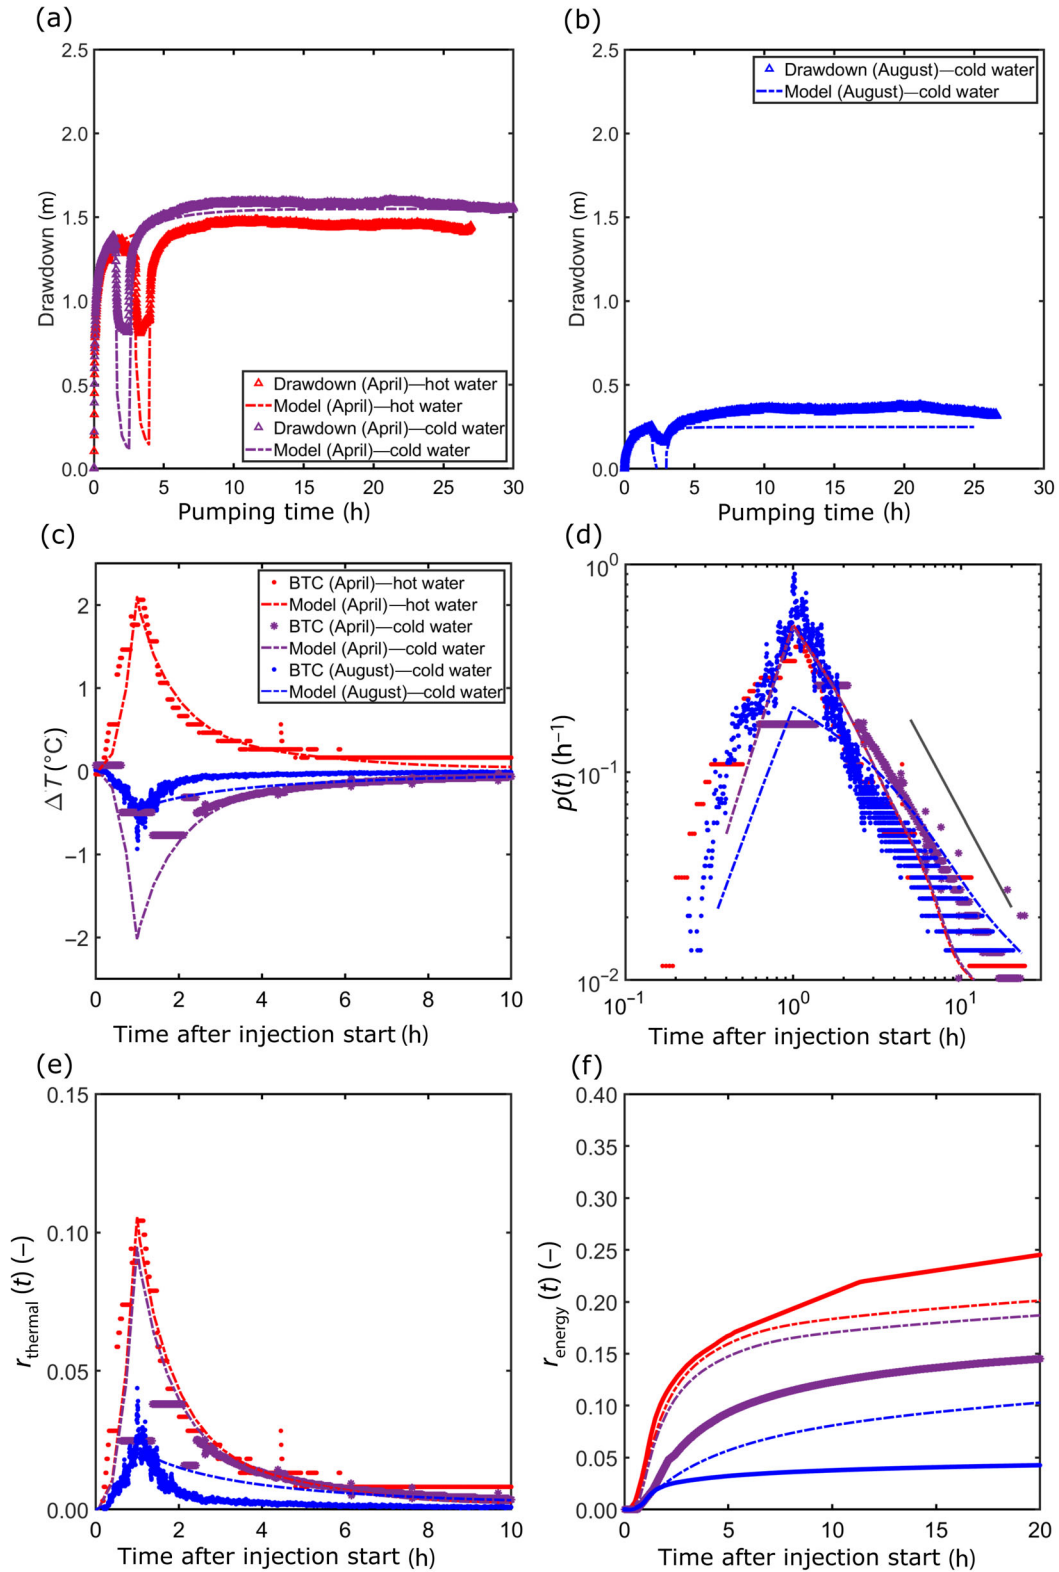 (a)
2.5
2.0
1.5
1.0
0.5
0.0
Drawdown (m)
Drawdown (April)—hot water
Model (April)—hot water
Drawdown (April)—cold water
Model (April)—cold water
0 5 10 15 20 25 30
Pumping time (h)
(b)
2.5
2.0
1.5
1.0
0.5
0.0
Drawdown (m)
Drawdown (August)—cold water
Model (August)—cold water
0 5 10 15 20 25 30
Pumping time (h)
(c)
2
1
0
−1
−2
ΔT (°C)
BTC (April)—hot water
Model (April)—hot water
BTC (April)—cold water
Model (April)—cold water
BTC (August)—cold water
Model (August)—cold water
0 2 4 6 8 10
Time after injection start (h)
(d)
10⁰
10⁻¹
10⁻²
p(t) (h⁻¹)
10⁻¹ 10⁰ 10¹
Time after injection start (h)
(e)
0.15
0.10
0.05
0.00
r_thermal (t) (−)
0 2 4 6 8 10
Time after injection start (h)
(f)
0.40
0.35
0.30
0.25
0.20
0.15
0.10
0.05
0.00
r_energy (t) (−)
0 5 10 15 20
Time after injection start (h)